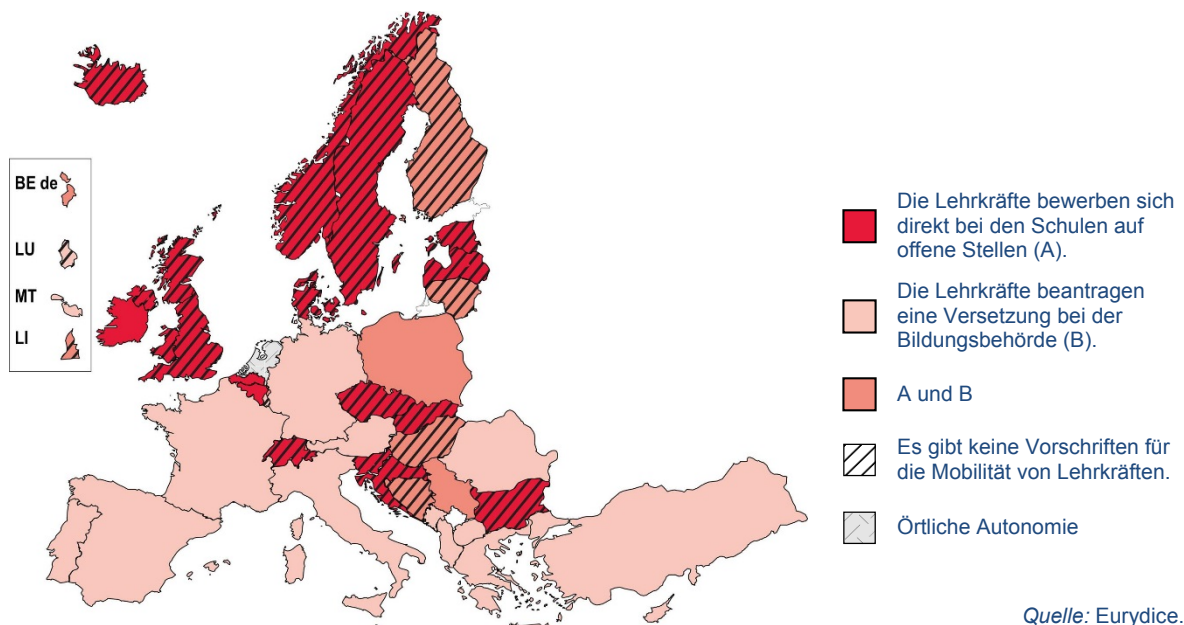 BE de
LU
MT
LI
Die Lehrkräfte bewerben sich
direkt bei den Schulen auf
offene Stellen (A).
Die Lehrkräfte beantragen
eine Versetzung bei der
Bildungsbehörde (B).
A und B
Es gibt keine Vorschriften für
die Mobilität von Lehrkräften.
Örtliche Autonomie
Quelle: Eurydice.